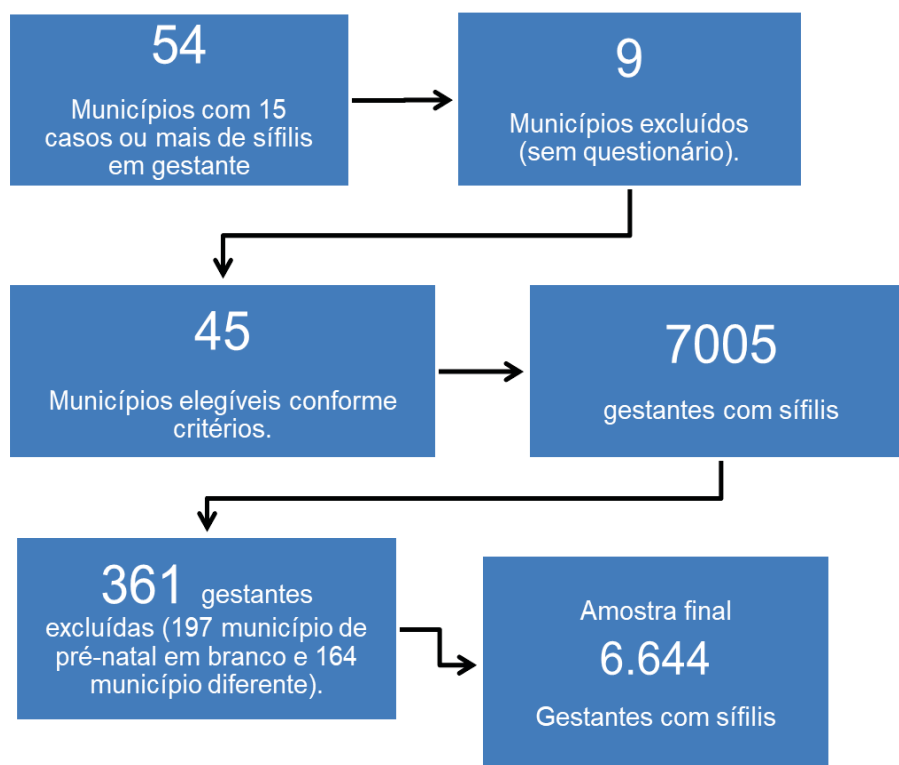 54
Municípios com 15
casos ou mais de sífilis
em gestante
9
Municípios excluídos
(sem questionário).
45
Municípios elegíveis conforme
critérios.
7005
gestantes com sífilis
361 gestantes
excluídas (197 município de
pré-natal em branco e 164
município diferente).
Amostra final
6.644
Gestantes com sífilis